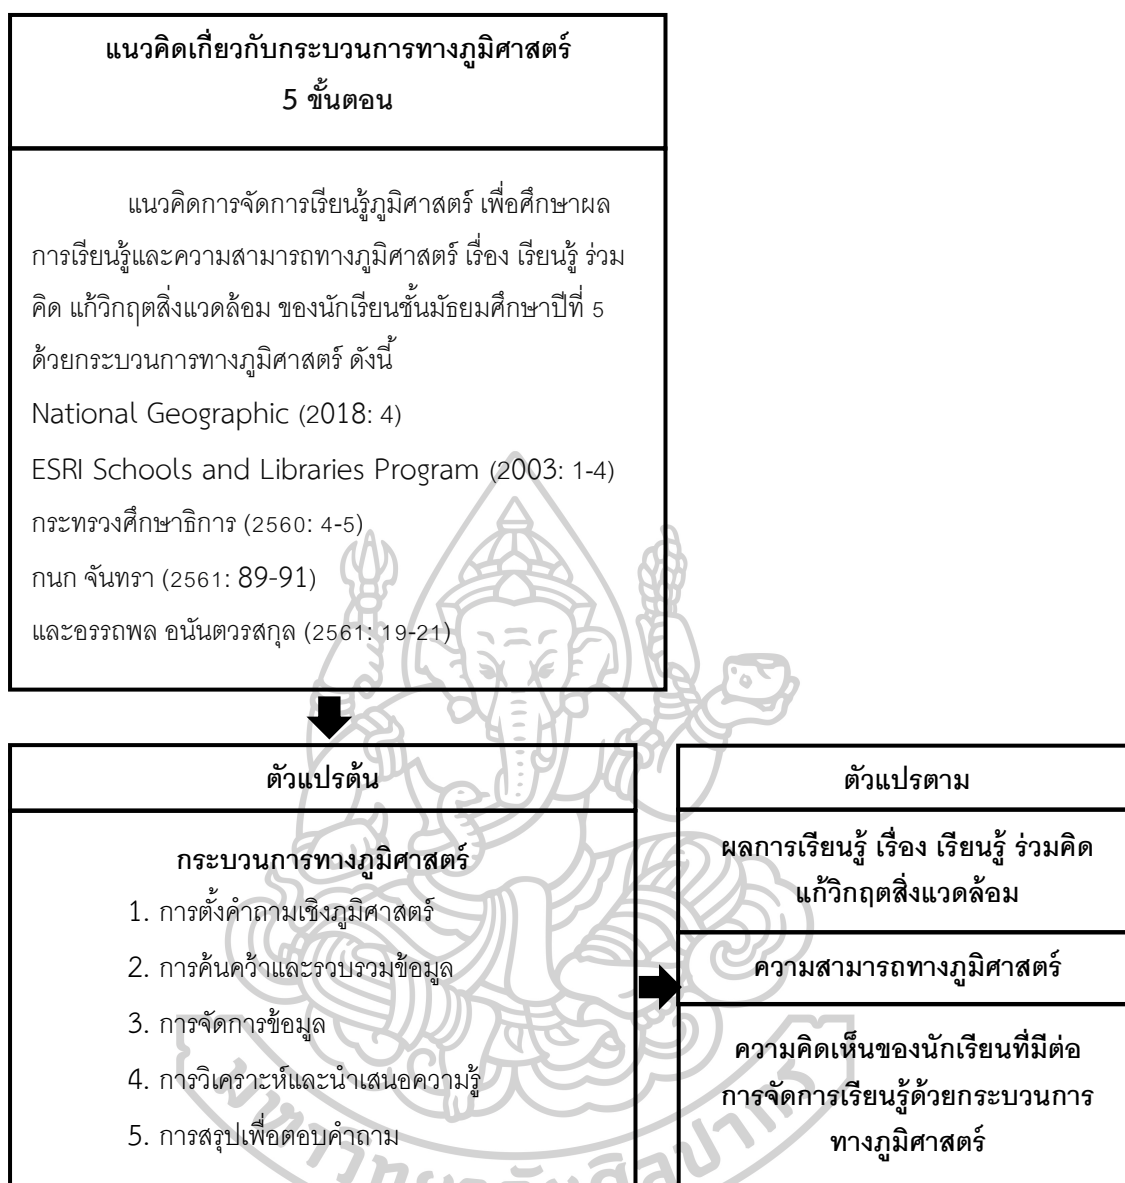 แนวคิดเกี่ยวกับกระบวนการทางภูมิศาสตร์
5 ขั้นตอน
แนวคิดการจัดการเรียนรู้ภูมิศาสตร์ เพื่อศึกษาผล
การเรียนรู้และความสามารถทางภูมิศาสตร์ เรื่อง เรียนรู้ ร่วม
คิด แก้วิกฤตสิ่งแวดล้อม ของนักเรียนชั้นมัธยมศึกษาปีที่ 5
ด้วยกระบวนการทางภูมิศาสตร์ ดังนี้
National Geographic (2018: 4)
ESRI Schools and Libraries Program (2003: 1-4)
กระทรวงศึกษาธิการ (2560: 4-5)
กนก จันทรา (2561: 89-91)
และอรรถพล อนันตวรสกุล (2561: 19-21)
ตัวแปรต้น
กระบวนการทางภูมิศาสตร์
1. การตั้งคำถามเชิงภูมิศาสตร์
2. การค้นคว้าและรวบรวมข้อมูล
3. การจัดการข้อมูล
4. การวิเคราะห์และนำเสนอความรู้
5. การสรุปเพื่อตอบคำถาม
ตัวแปรตาม
ผลการเรียนรู้ เรื่อง เรียนรู้ ร่วมคิด
แก้วิกฤตสิ่งแวดล้อม
ความสามารถทางภูมิศาสตร์
ความคิดเห็นของนักเรียนที่มีต่อ
การจัดการเรียนรู้ด้วยกระบวนการ
ทางภูมิศาสตร์